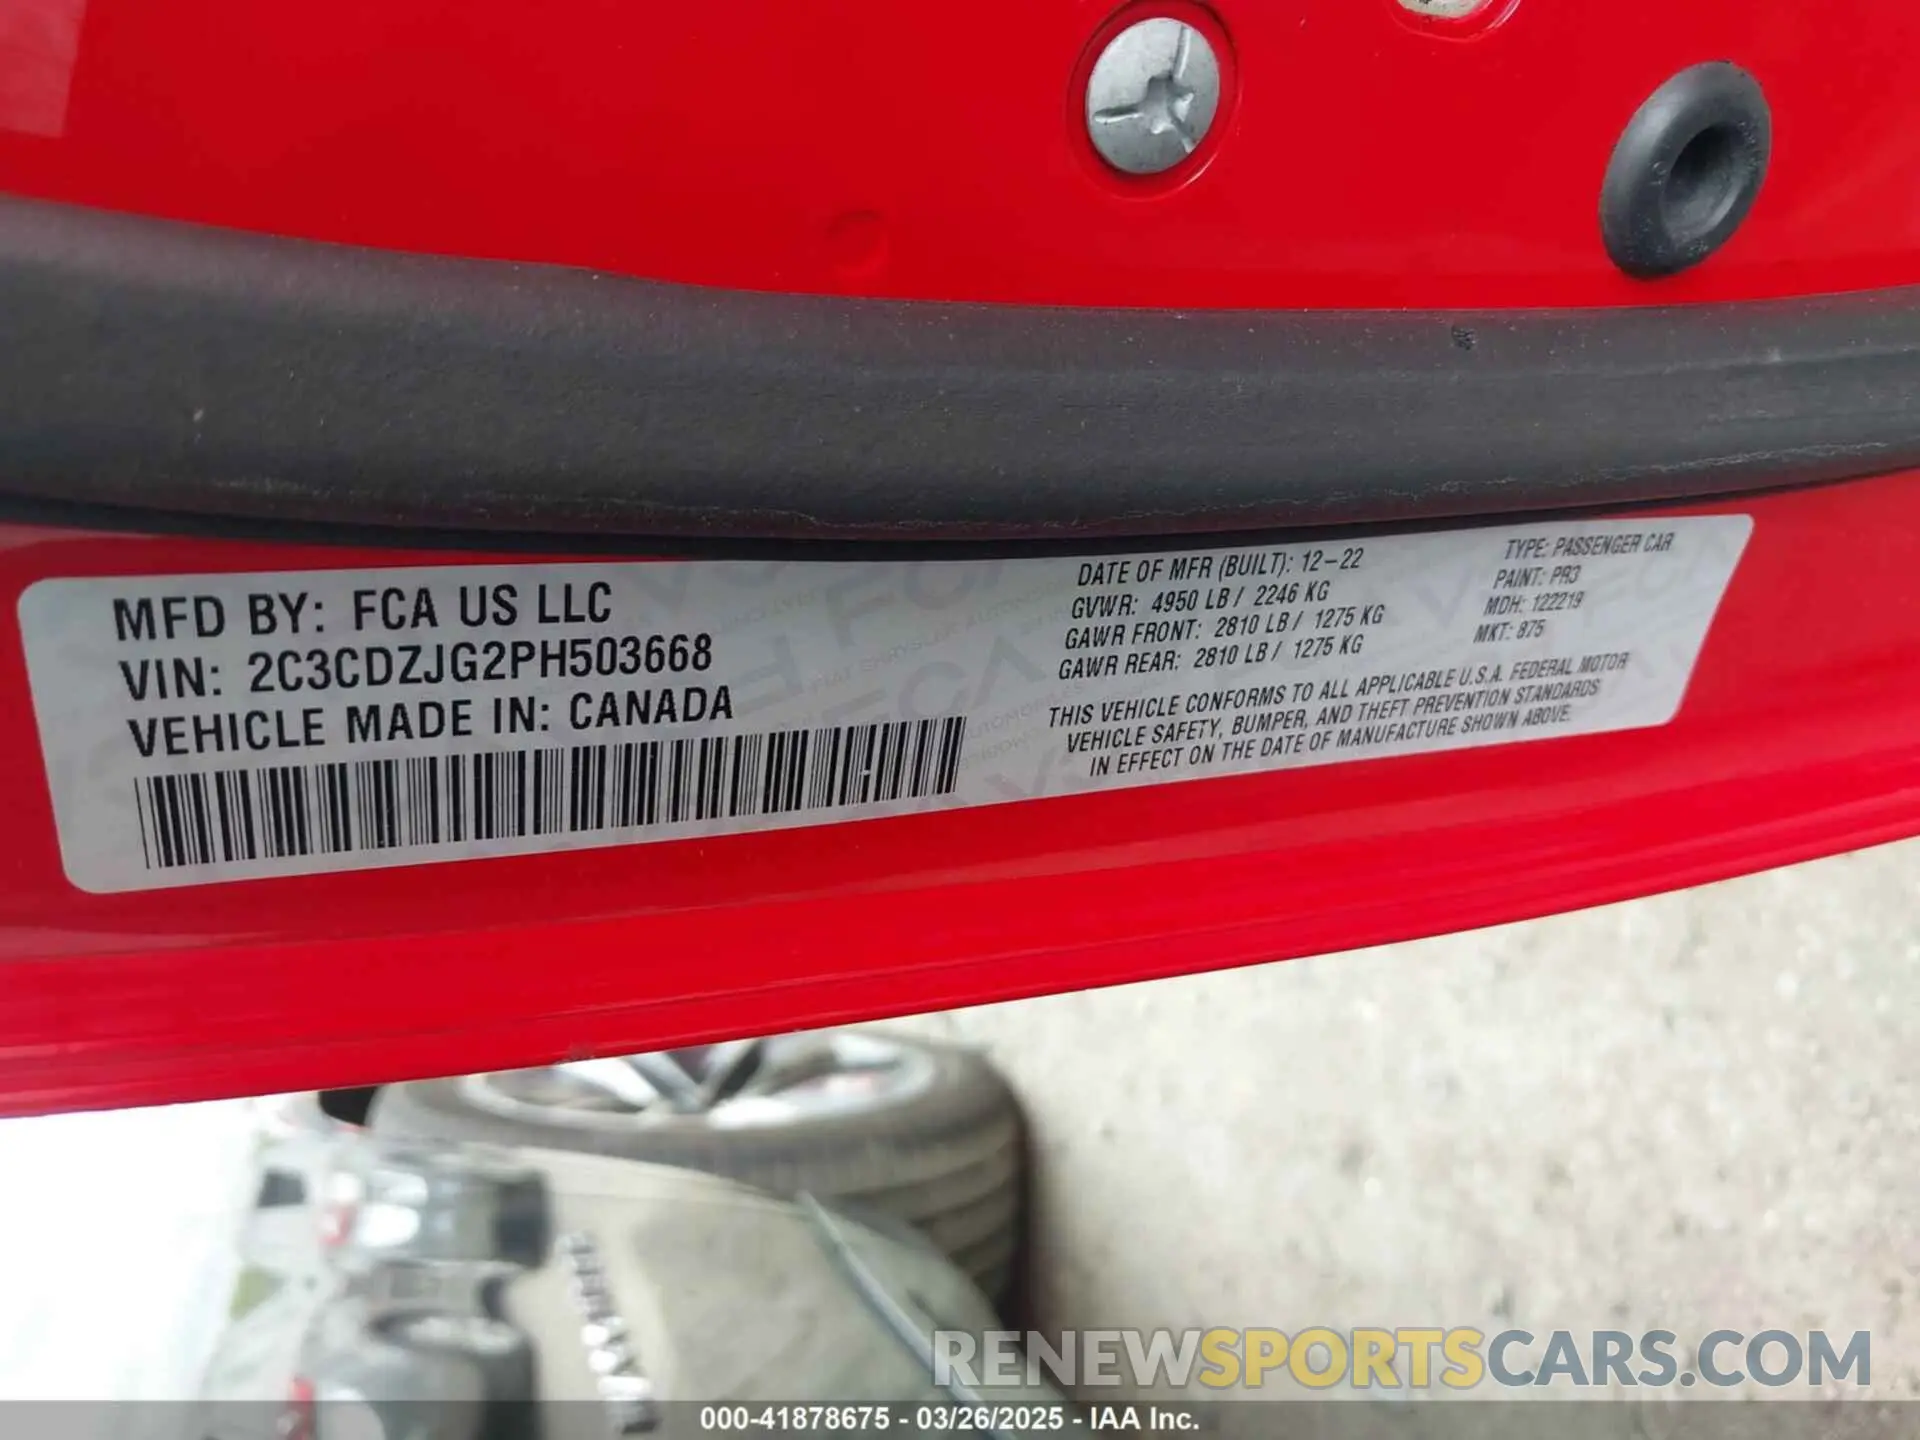 MFD BY: FCA US LLC
VIN: 2C3CDZJG2PH503668
VEHICLE MADE IN: CANADA
DATE OF MFR (BUILT): 12-22
GVWR: 4950 LB / 2246 KG
GAWR FRONT: 2810 LB / 1275 KG
GAWR REAR: 2810 LB / 1275 KG
TYPE: PASSENGER CAR
PAINT: PR3
MDH: 122219
MKT: 875
THIS VEHICLE CONFORMS TO ALL APPLICABLE U.S.A. FEDERAL MOTOR
VEHICLE SAFETY, BUMPER, AND THEFT PREVENTION STANDARDS
IN EFFECT ON THE DATE OF MANUFACTURE SHOWN ABOVE.
RENEWSPORTSCARS.COM
000-41878675 - 03/26/2025 - IAA Inc.